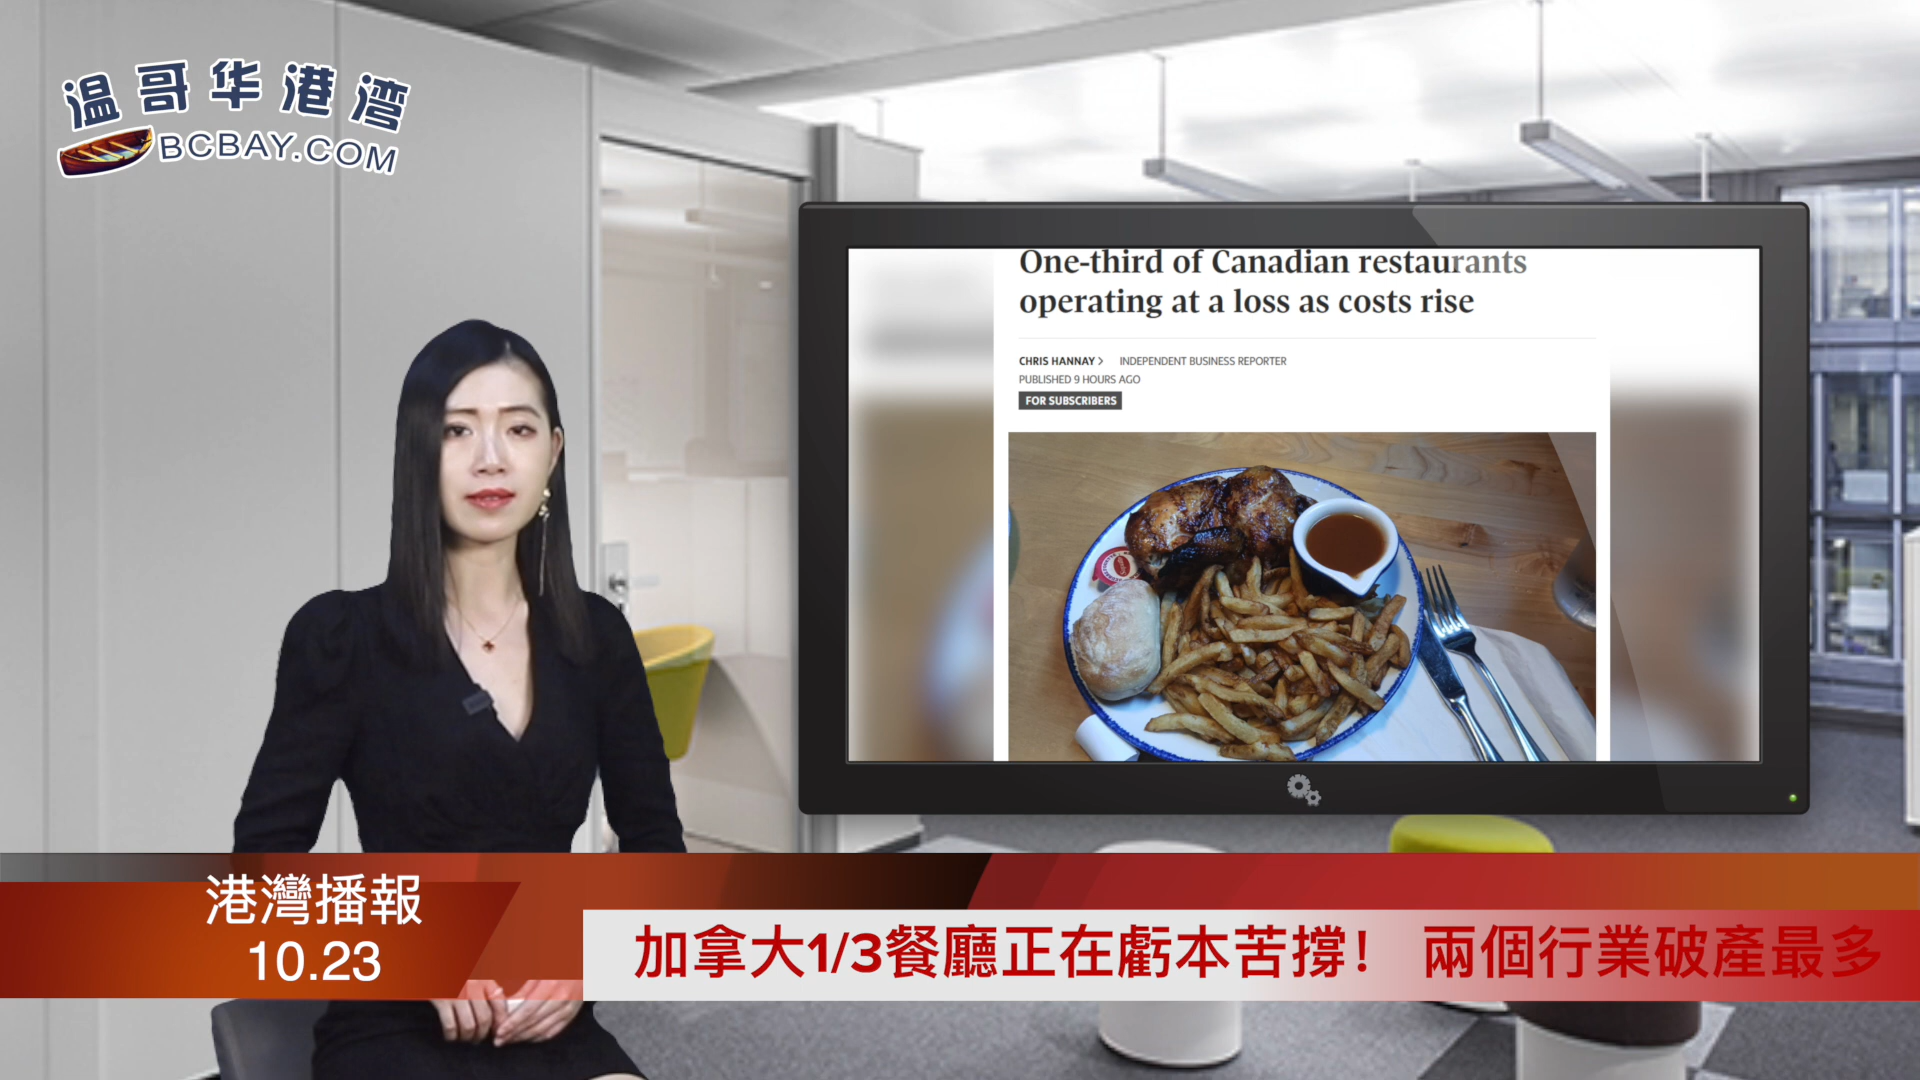 温哥华港湾
BCBAY.COM
One-third of Canadian restaurants
operating at a loss as costs rise
CHRIS HANNAY > INDEPENDENT BUSINESS REPORTER
PUBLISHED 9 HOURS AGO
FOR SUBSCRIBERS
港灣播報
10.23
加拿大1/3餐廳正在虧本苦撐！ 兩個行業破產最多